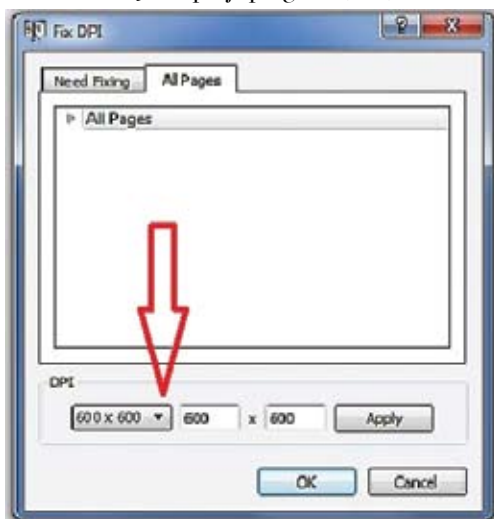 Fix DPI
Need Fixing All Pages
All Pages
DPI
600 x 600 600 x 600 Apply
OK Cancel